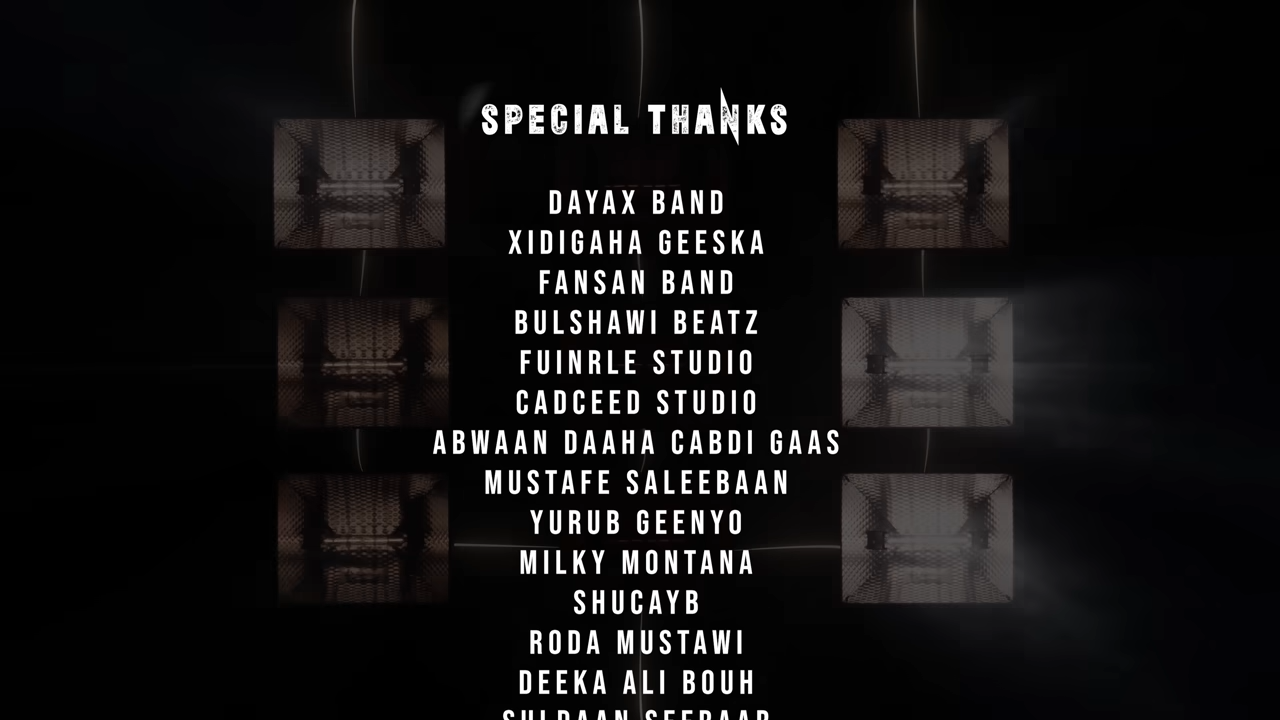 SPECIAL THANKS
DAYAX BAND
XIDIGAHA GEESKA
FANSAN BAND
BULSHAWI BEATZ
FUINRLE STUDIO
CADCEED STUDIO
ABWAAN DAAHA CABDI GAAS
MUSTAFE SALEEBAAN
YURUB GEENYO
MILKY MONTANA
SHUCAYB
RODA MUSTAWI
DEEKA ALI BOUH